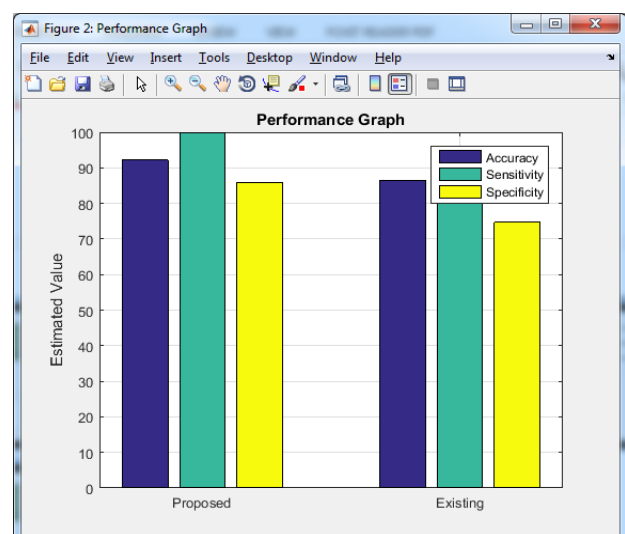 Figure 2: Performance Graph
File Edit View Insert Tools Desktop Window Help
Performance Graph
Estimated Value
100
90
80
70
60
50
40
30
20
10
0
Accuracy
Sensitivity
Specificity
Proposed
Existing